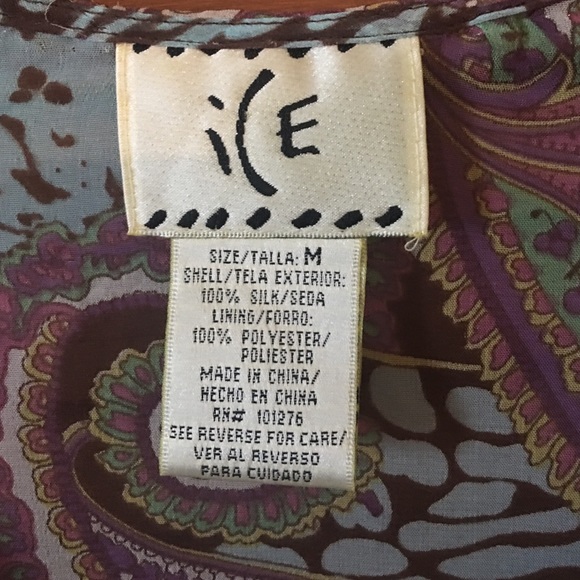 iCE
SIZE/TALLA: M
SHELL/TELA EXTERIOR:
100% SILK/SEDA
LINING/FORRO:
100% POLYESTER/
POLIESTER
MADE IN CHINA/
HECHO EN CHINA
RN# 101276
SEE REVERSE FOR CARE/
VER AL REVERSO
PARA CUIDADO